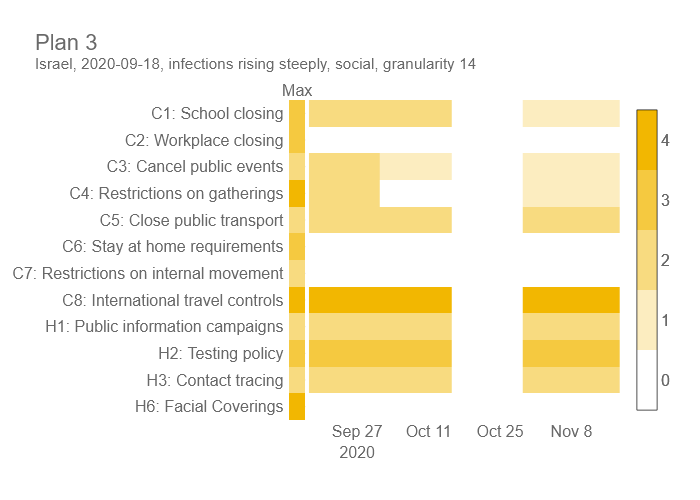 Plan 3
Israel, 2020-09-18, infections rising steeply, social, granularity 14
Max
C1: School closing
C2: Workplace closing
C3: Cancel public events
C4: Restrictions on gatherings
C5: Close public transport
C6: Stay at home requirements
C7: Restrictions on internal movement
C8: International travel controls
H1: Public information campaigns
H2: Testing policy
H3: Contact tracing
H6: Facial Coverings
Sep 27 Oct 11 Oct 25 Nov 8
2020
4
3
2
1
0